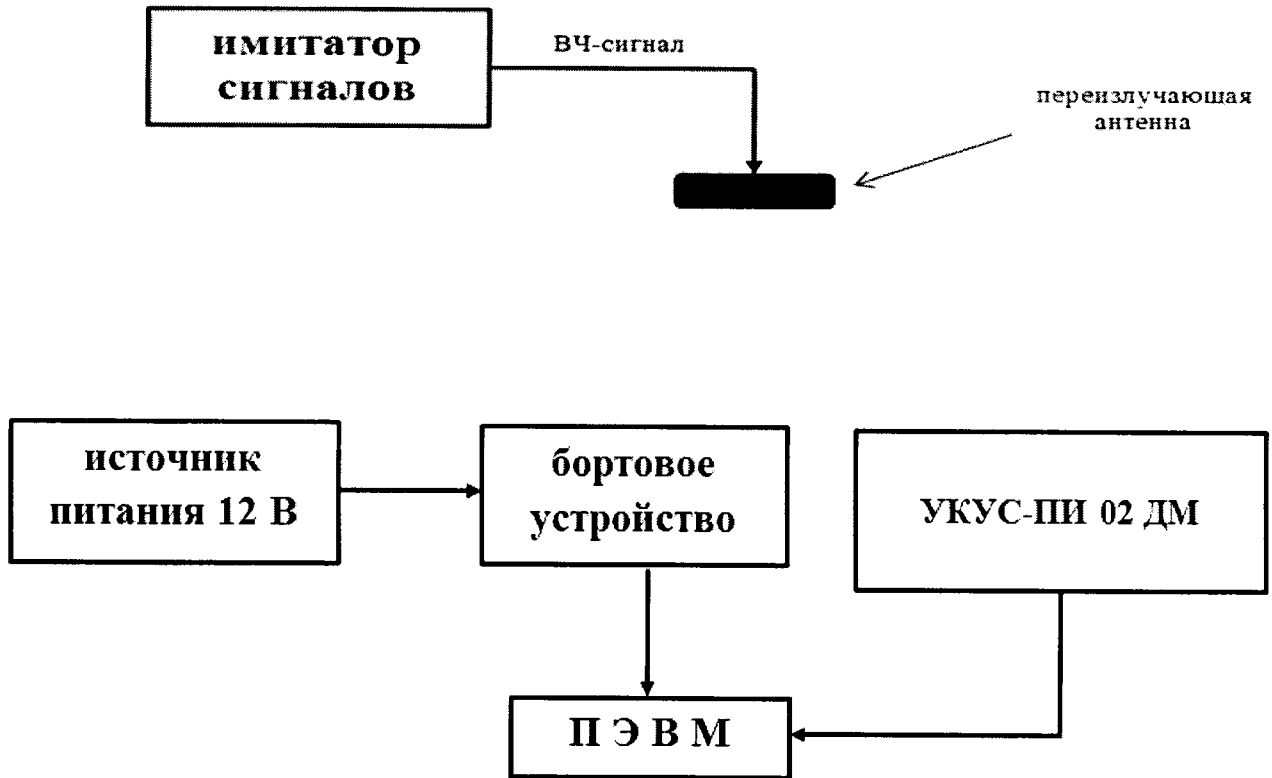 имитатор
сигналов
ВЧ-сигнал
переизлучающая
антенна
источник
питания 12 В
бортовое
устройство
УКУС-ПИ 02 ДМ
П Э В М